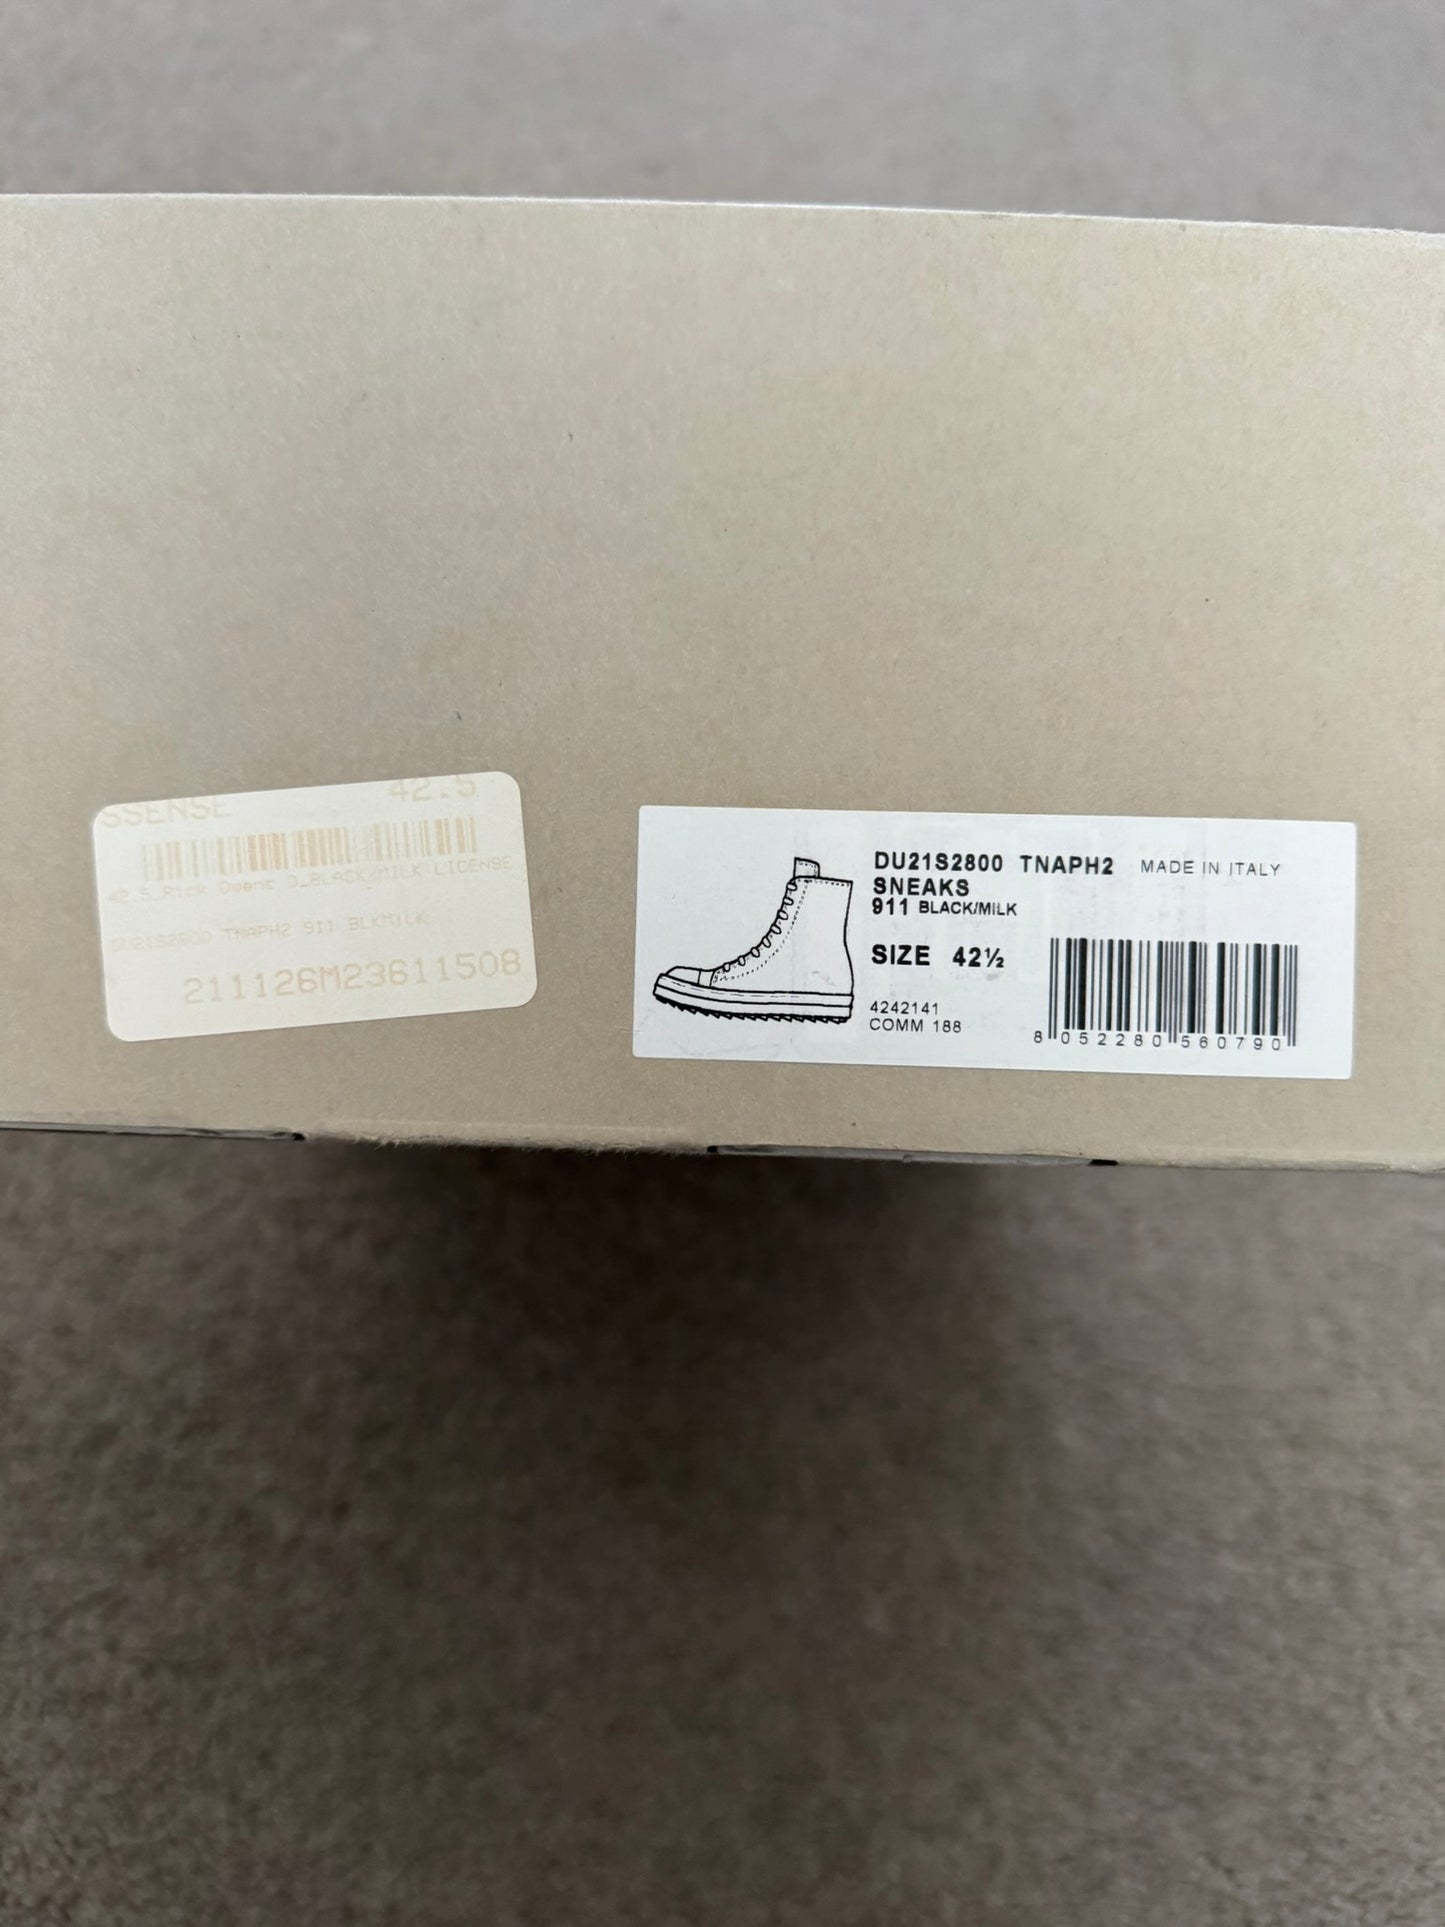 SSENSE 42.5
42.5_Rick Owens D_BLACK/MILK LICENSE
DU21S2800 TNAPH2 911 BLKMILK
211126M23611508
DU21S2800 TNAPH2 MADE IN ITALY
SNEAKS
911 BLACK/MILK
SIZE 42½
4242141
COMM 188
8 052280 560790